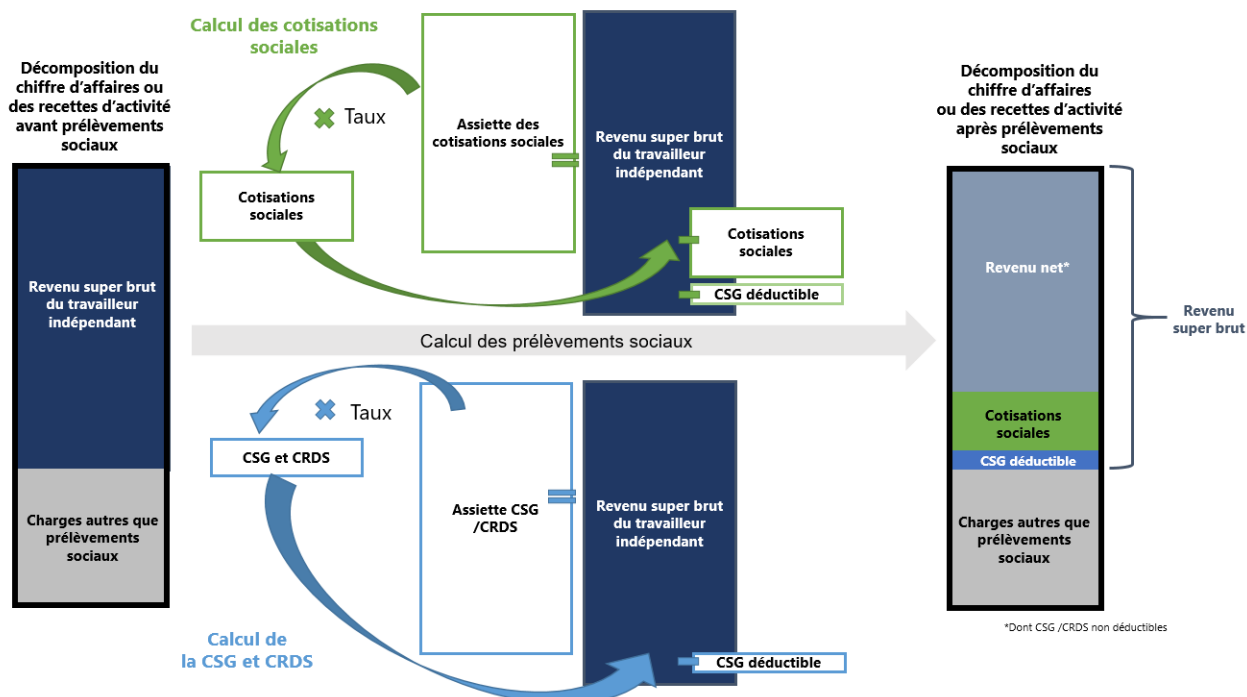 Calcul des cotisations
sociales
Décomposition du
chiffre d'affaires ou
des recettes d'activité
avant prélèvements
sociaux
Revenu super brut
du travailleur
indépendant
Charges autres que
prélèvements
sociaux
Taux
Cotisations
sociales
Assiette des
cotisations sociales
Revenu super brut
du travailleur
indépendant
Cotisations
sociales
CSG déductible
Calcul des prélèvements sociaux
Taux
CSG et CRDS
Assiette CSG
/CRDS
Revenu super brut
du travailleur
indépendant
CSG déductible
Calcul de
la CSG et CRDS
Décomposition du
chiffre d'affaires
ou des recettes d'activité
après prélèvements
sociaux
Revenu net*
Cotisations
sociales
CSG déductible
Charges autres que
prélèvements
sociaux
Revenu
super brut
*Dont CSG /CRDS non déductibles